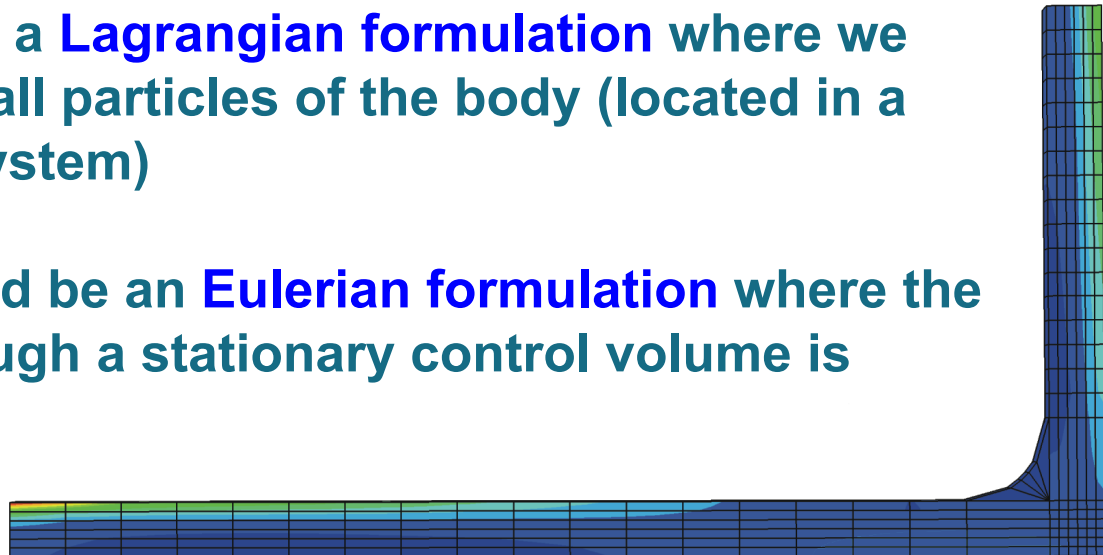 a Lagrangian formulation where we
all particles of the body (located in a
ystem)
d be an Eulerian formulation where the
ugh a stationary control volume is